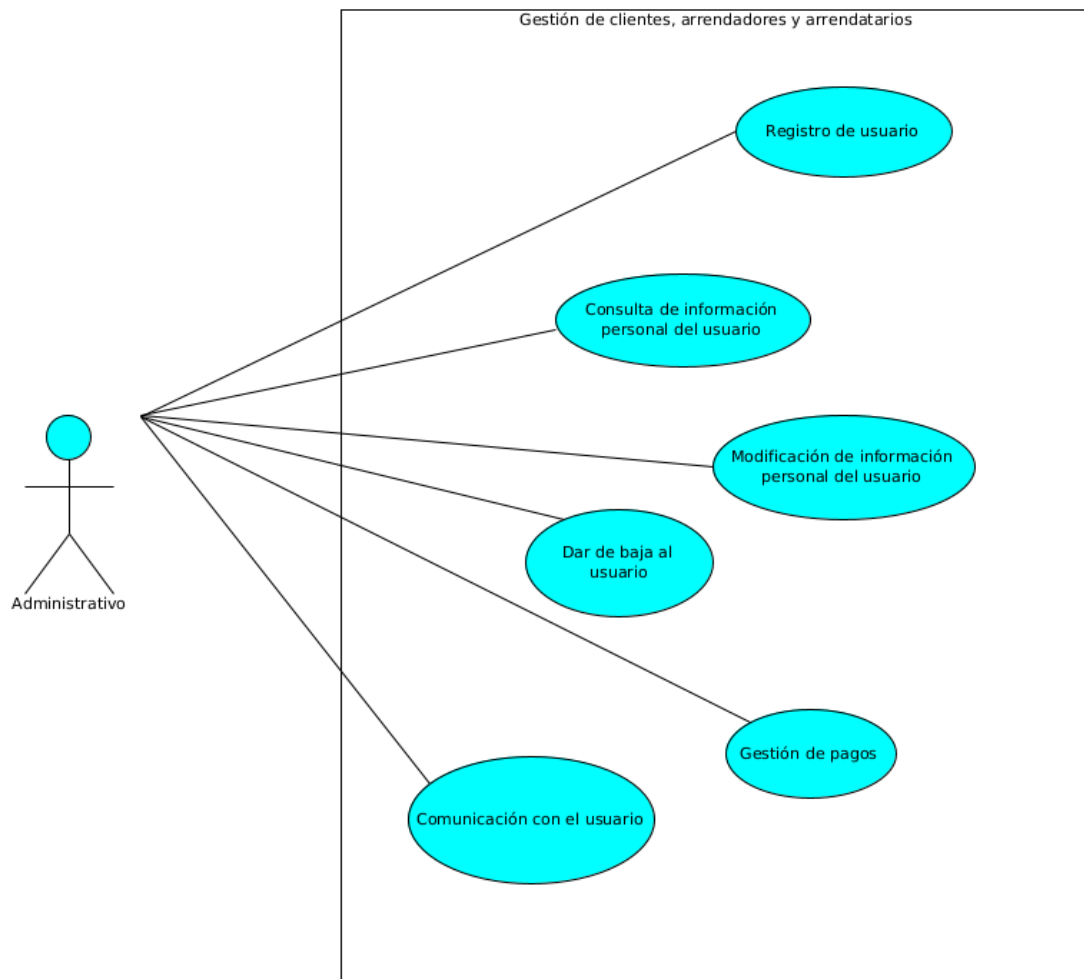 Gestión de clientes, arrendadores y arrendatarios
Registro de usuario
Consulta de información
personal del usuario
Modificación de información
personal del usuario
Dar de baja al
usuario
Administrativo
Gestión de pagos
Comunicación con el usuario